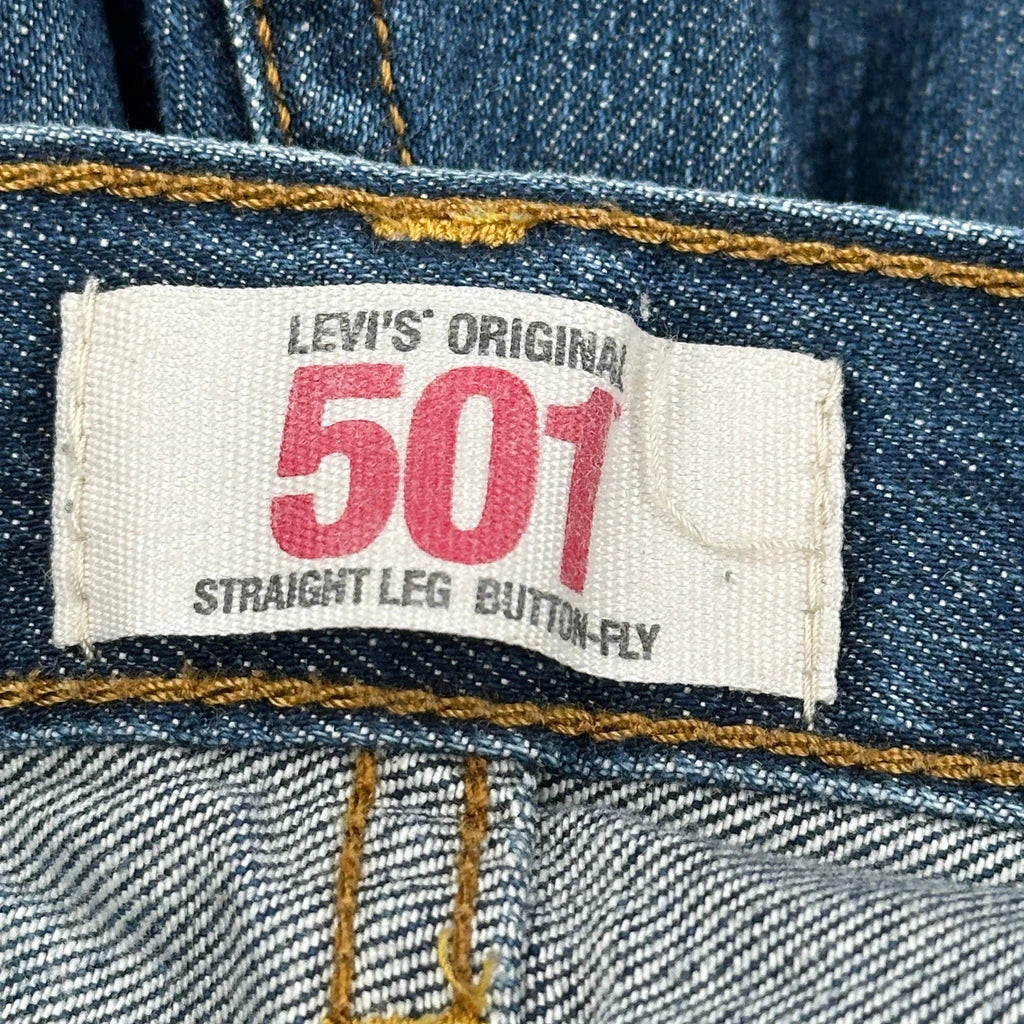 LEVI'S® ORIGINAL
501
STRAIGHT LEG BUTTON-FLY